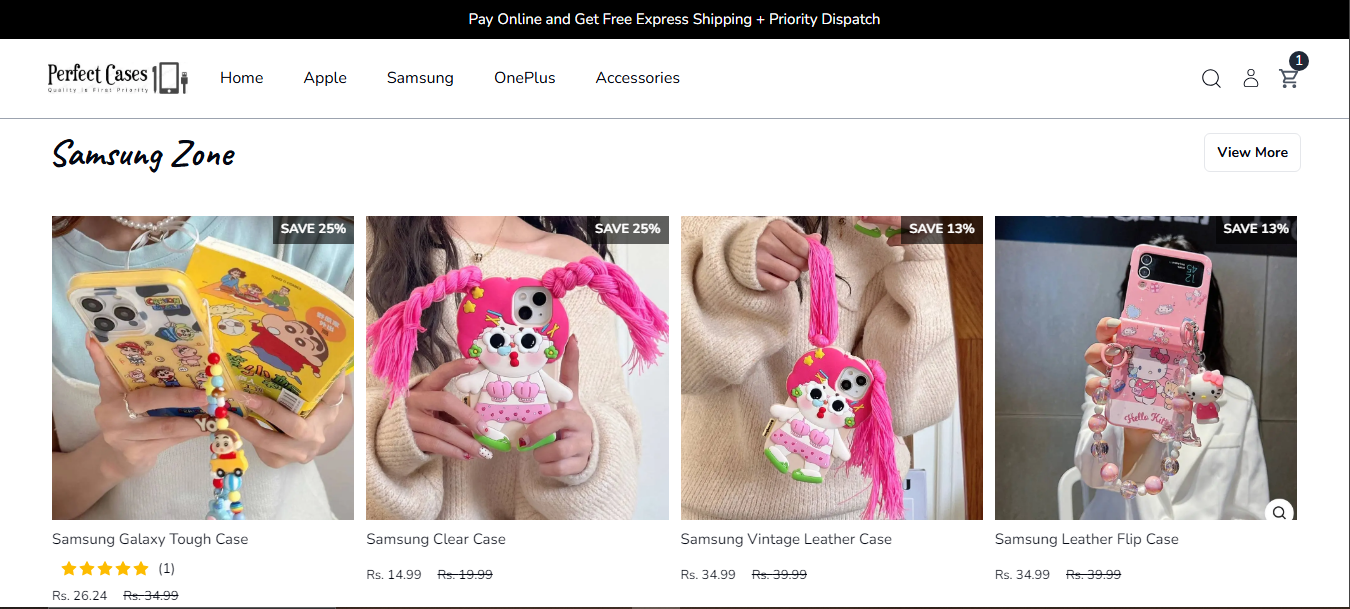 Pay Online and Get Free Express Shipping + Priority Dispatch
Perfect Cases
Quality is First Priority
Home Apple Samsung OnePlus Accessories
1
Samsung Zone
View More
SAVE 25%
SAVE 25%
SAVE 13%
SAVE 13%
Hello Kitty
Samsung Galaxy Tough Case
(1)
Rs. 26.24 Rs. 34.99
Samsung Clear Case
Rs. 14.99 Rs. 19.99
Samsung Vintage Leather Case
Rs. 34.99 Rs. 39.99
Samsung Leather Flip Case
Rs. 34.99 Rs. 39.99